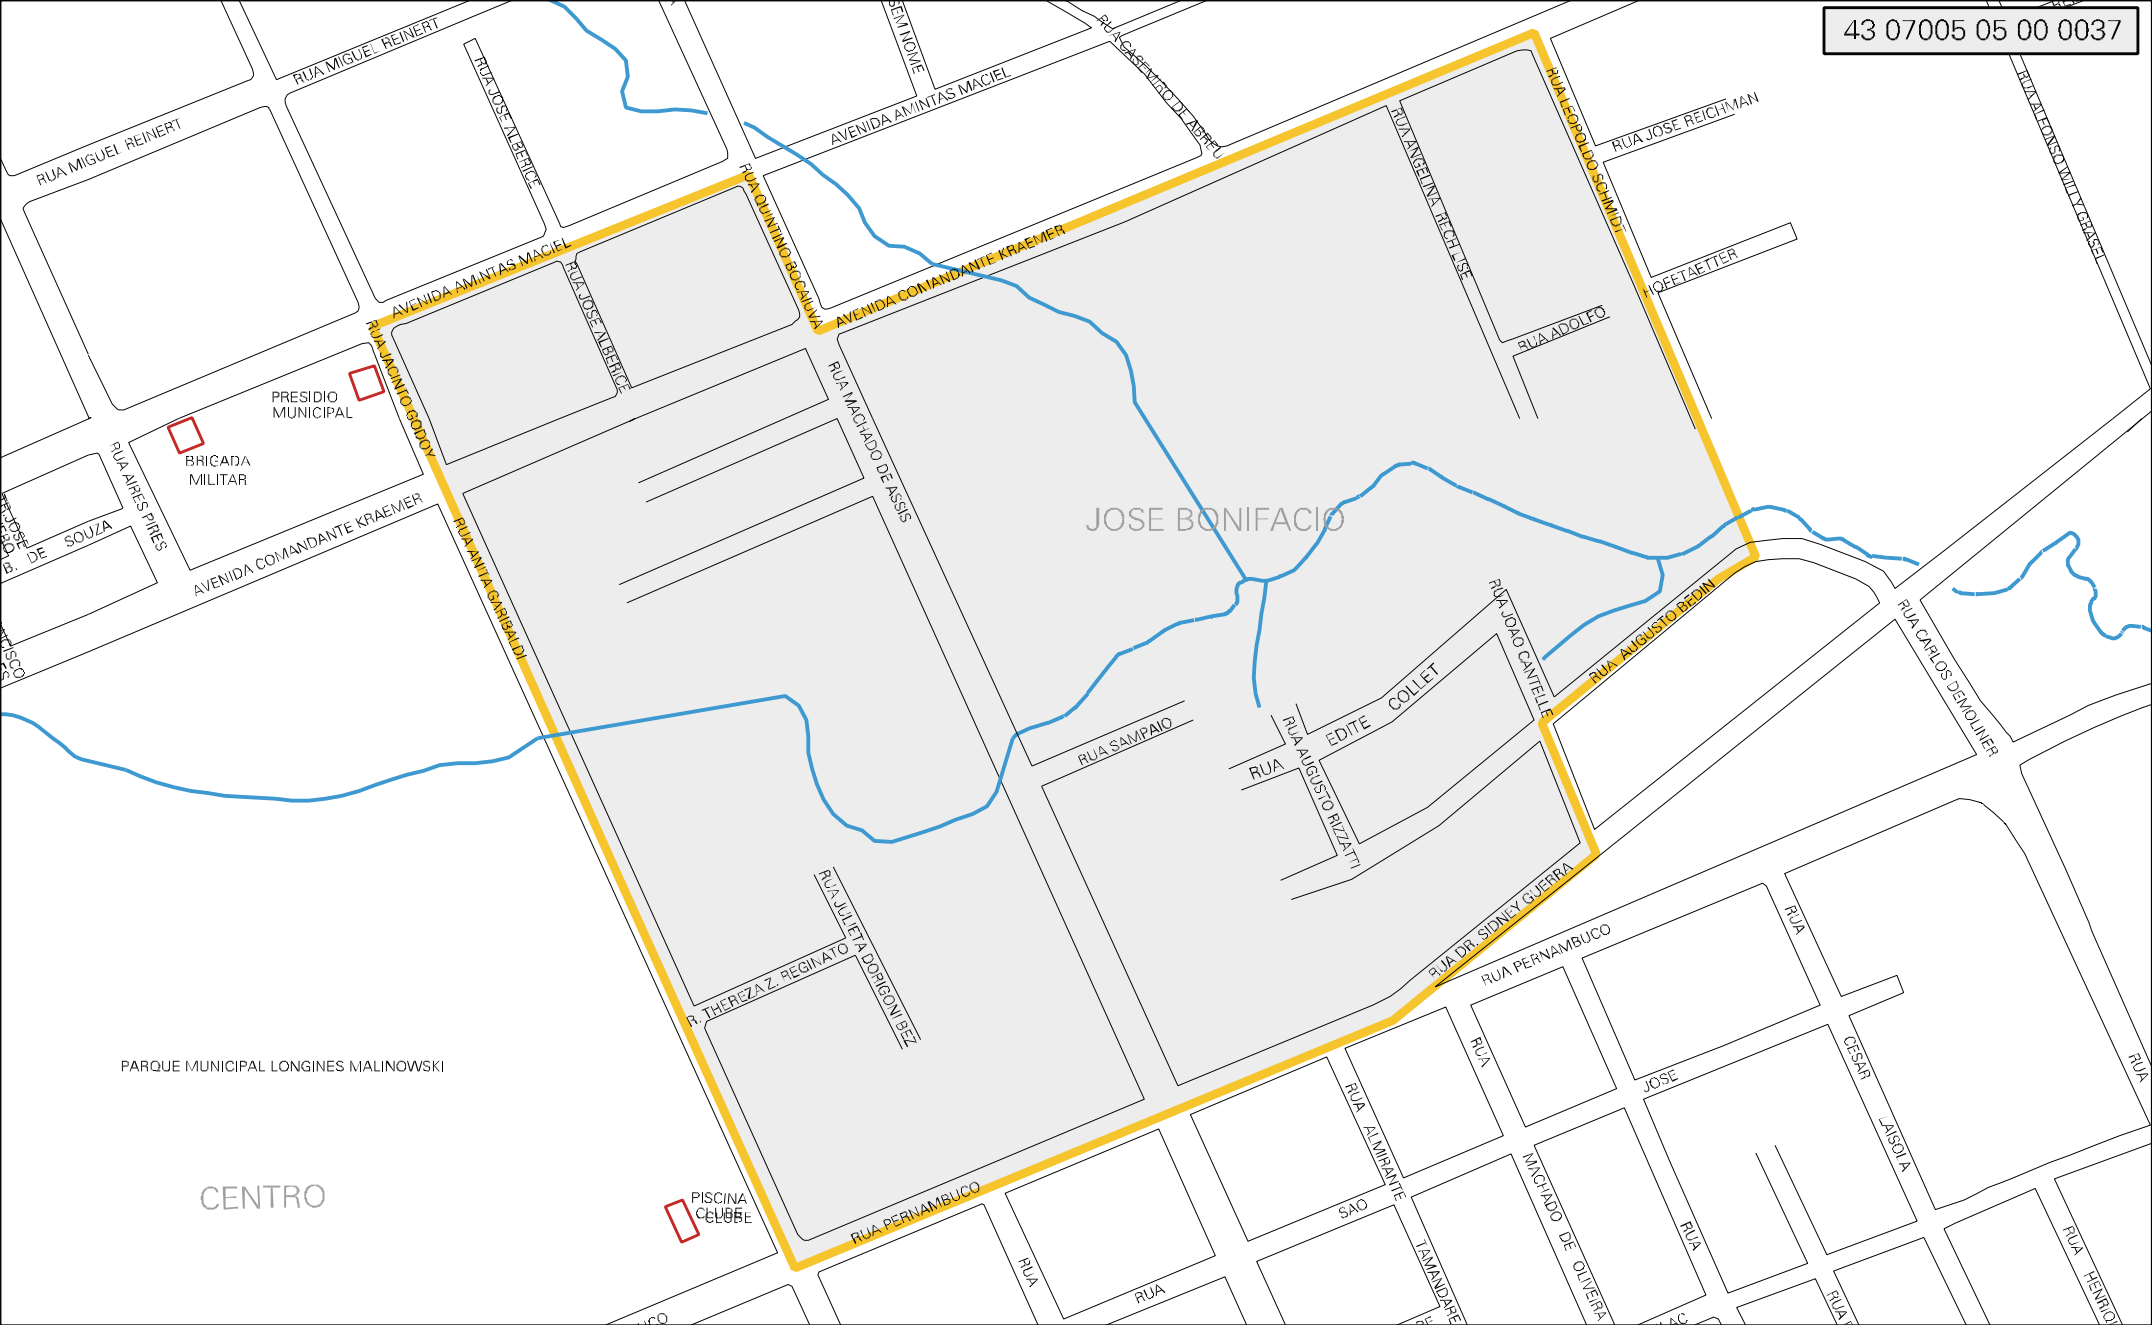 43 07005 05 00 0037
RUA MIGUEL REINERT
RUA MIGUEL REINERT
RUA JOSE ALBERICE
SEM NOME
AVENIDA AMINTAS MACIEL
RUA CASEMIRO DE ABREU
RUA LEOPOLDO SCHMIDT
RUA JOSE REICHMAN
RUA ALFONSO WILLY GRASEL
RUA QUINTINO BOCAIUVA
RUA ANGELINA RECH LISE
AVENIDA AMINTAS MACIEL
RUA JOSE ALBERICE
AVENIDA COMANDANTE KRAEMER
HOFSTAETTER
RUA ADOLFO
RUA JACINTO GODOY
PRESIDIO
MUNICIPAL
BRIGADA
MILITAR
RUA AIRES PIRES
RUA MACHADO DE ASSIS
B. DE SOUZA
AVENIDA COMANDANTE KRAEMER
RUA ANITA GARIBALDI
JOSE BONIFACIO
RUA JOAO CANTELLE
RUA AUGUSTO BEDIN
RUA CARLOS DEMOLINER
RUA SAMPAIO
RUA EDITE COLLET
RUA AUGUSTO RIZZATTI
RUA JULIETA DORIGONI BEZ
R. THEREZA Z. REGINATO
RUA DR. SIDNEY GUERRA
RUA PERNAMBUCO
RUA CESAR LAISOLA
PARQUE MUNICIPAL LONGINES MALINOWSKI
RUA
JOSE
RUA ALMIRANTE TAMANDARE
RUA
MACHADO DE OLIVEIRA
CENTRO
PISCINA
CLUBE
CLUBE
RUA PERNAMBUCO
SAO
RUA
RUA
RUA
RUA
RUA